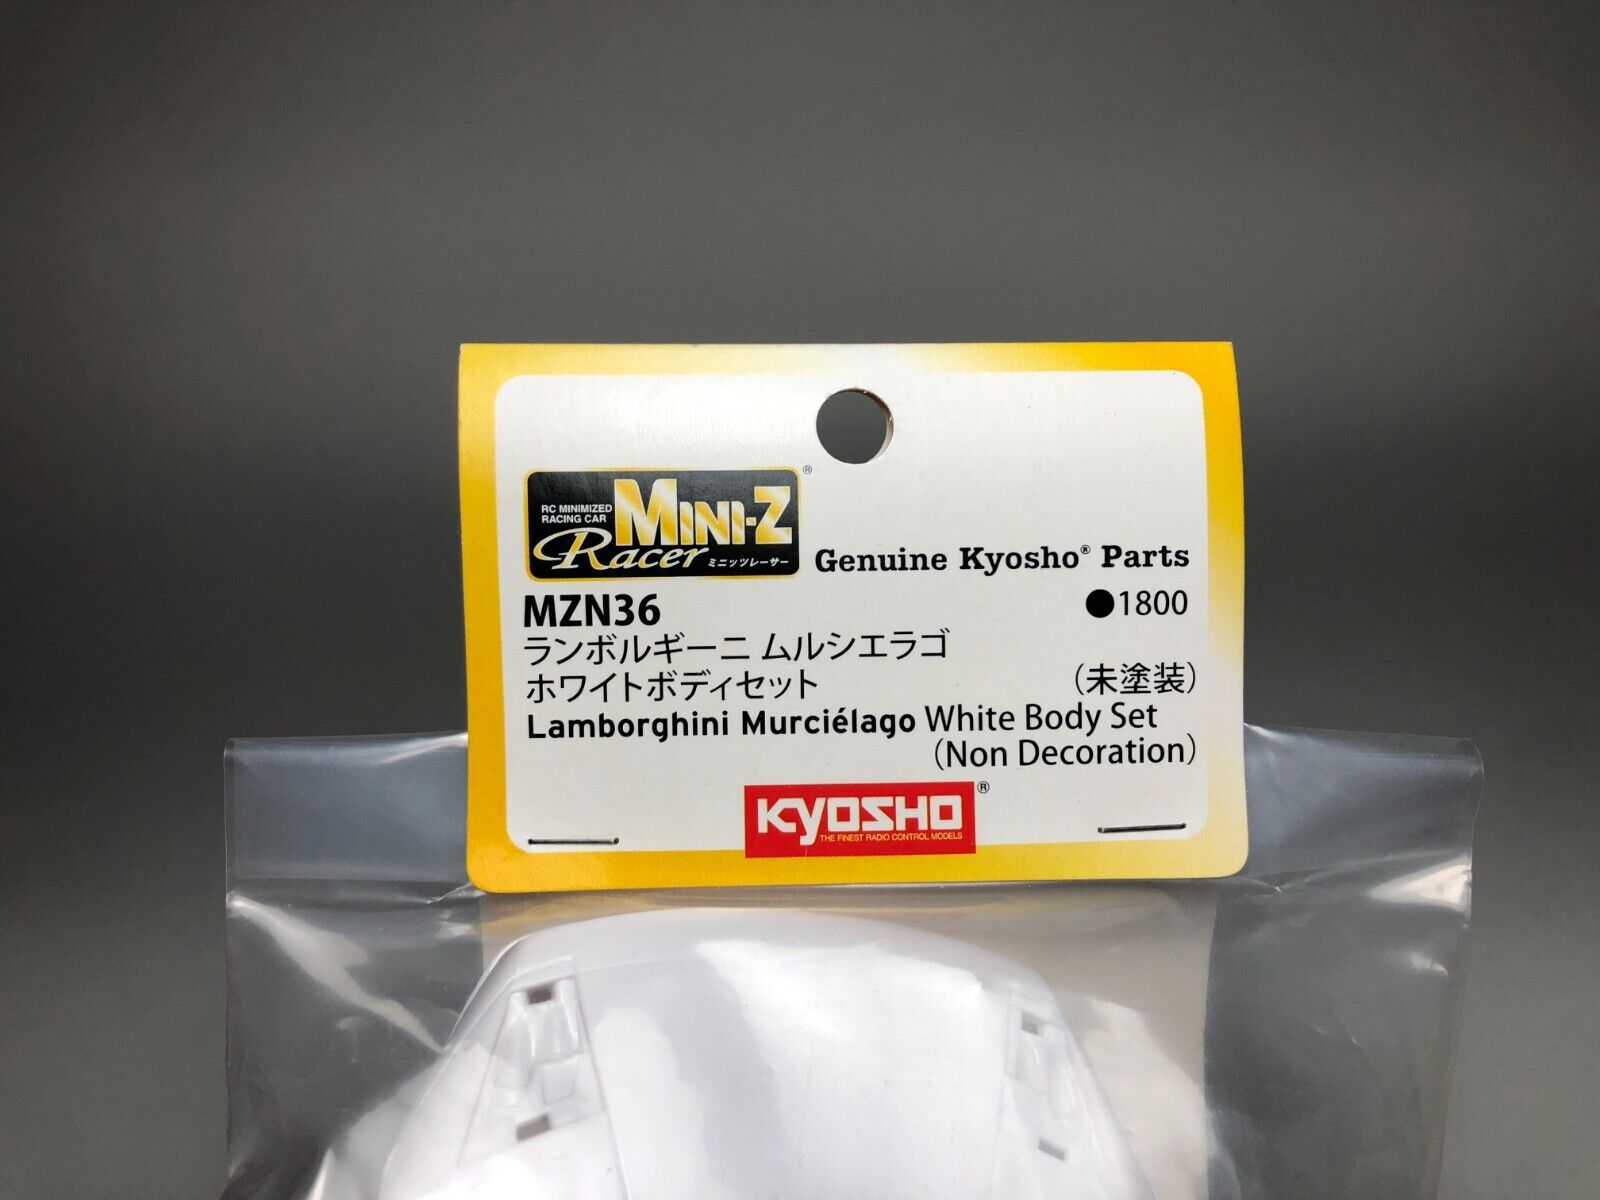 RC MINIMIZED
RACING CAR
MINI-Z ®
Racer ミニッツレーサー
Genuine Kyosho® Parts
MZN36 ●1800
ランボルギーニ ムルシエラゴ
ホワイトボディセット (未塗装)
Lamborghini Murciélago White Body Set
(Non Decoration)
KYOSHO ®
THE FINEST RADIO CONTROL MODELS